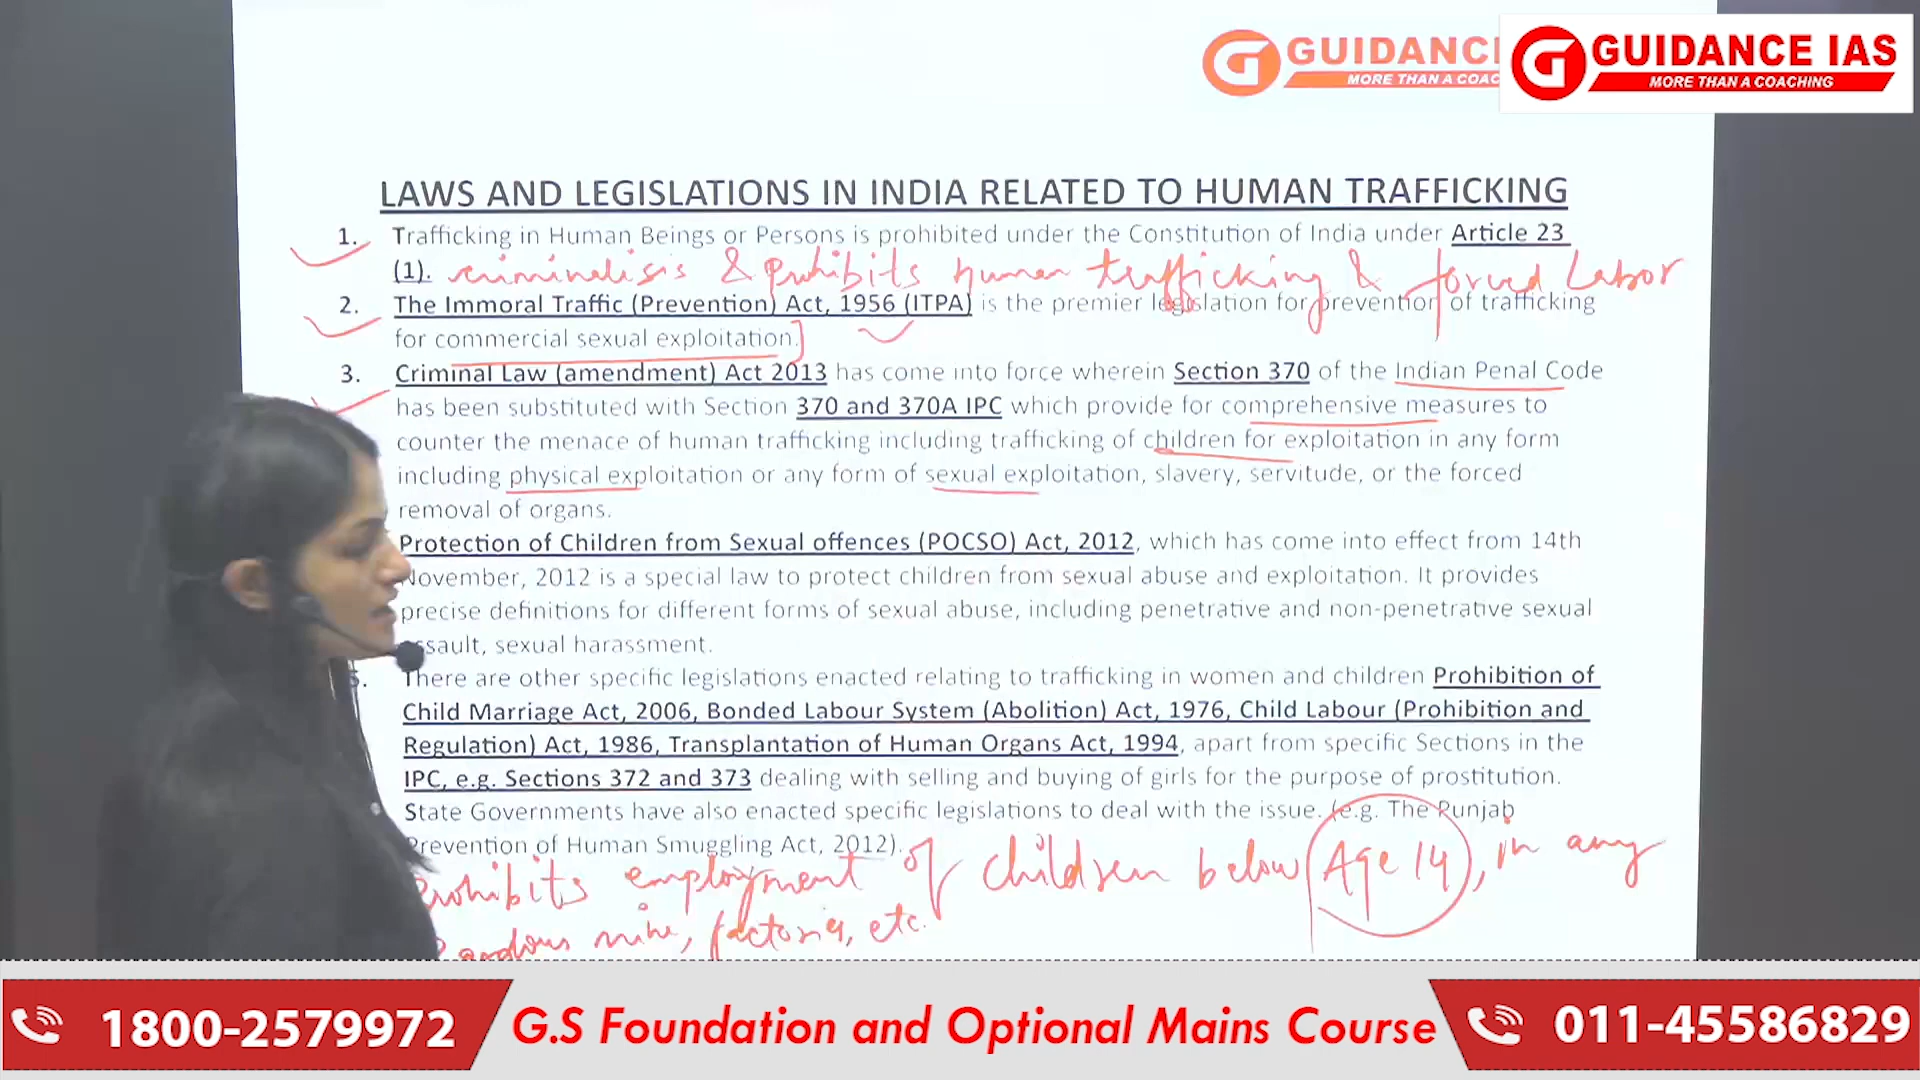 GUIDANCE
MORE THAN A COAC
GUIDANCE IAS
MORE THAN A COACHING
LAWS AND LEGISLATIONS IN INDIA RELATED TO HUMAN TRAFFICKING
1. Trafficking in Human Beings or Persons is prohibited under the Constitution of India under Article 23
(1). criminalisis & prohibits human trafficking & forced Labor
2. The Immoral Traffic (Prevention) Act, 1956 (ITPA) is the premier legislation for prevention of trafficking
for commercial sexual exploitation.]
3. Criminal Law (amendment) Act 2013 has come into force wherein Section 370 of the Indian Penal Code
has been substituted with Section 370 and 370A IPC which provide for comprehensive measures to
counter the menace of human trafficking including trafficking of children for exploitation in any form
including physical exploitation or any form of sexual exploitation, slavery, servitude, or the forced
removal of organs.
Protection of Children from Sexual offences (POCSO) Act, 2012, which has come into effect from 14th
November, 2012 is a special law to protect children from sexual abuse and exploitation. It provides
precise definitions for different forms of sexual abuse, including penetrative and non-penetrative sexual
ssault, sexual harassment.
5. There are other specific legislations enacted relating to trafficking in women and children Prohibition of
Child Marriage Act, 2006, Bonded Labour System (Abolition) Act, 1976, Child Labour (Prohibition and
Regulation) Act, 1986, Transplantation of Human Organs Act, 1994, apart from specific Sections in the
IPC, e.g. Sections 372 and 373 dealing with selling and buying of girls for the purpose of prostitution.
State Governments have also enacted specific legislations to deal with the issue. (e.g. The Punjab
Prevention of Human Smuggling Act, 2012).
Prohibits employment of children below Age 14, in any
mine, factories, etc.
1800-2579972 G.S Foundation and Optional Mains Course 011-45586829